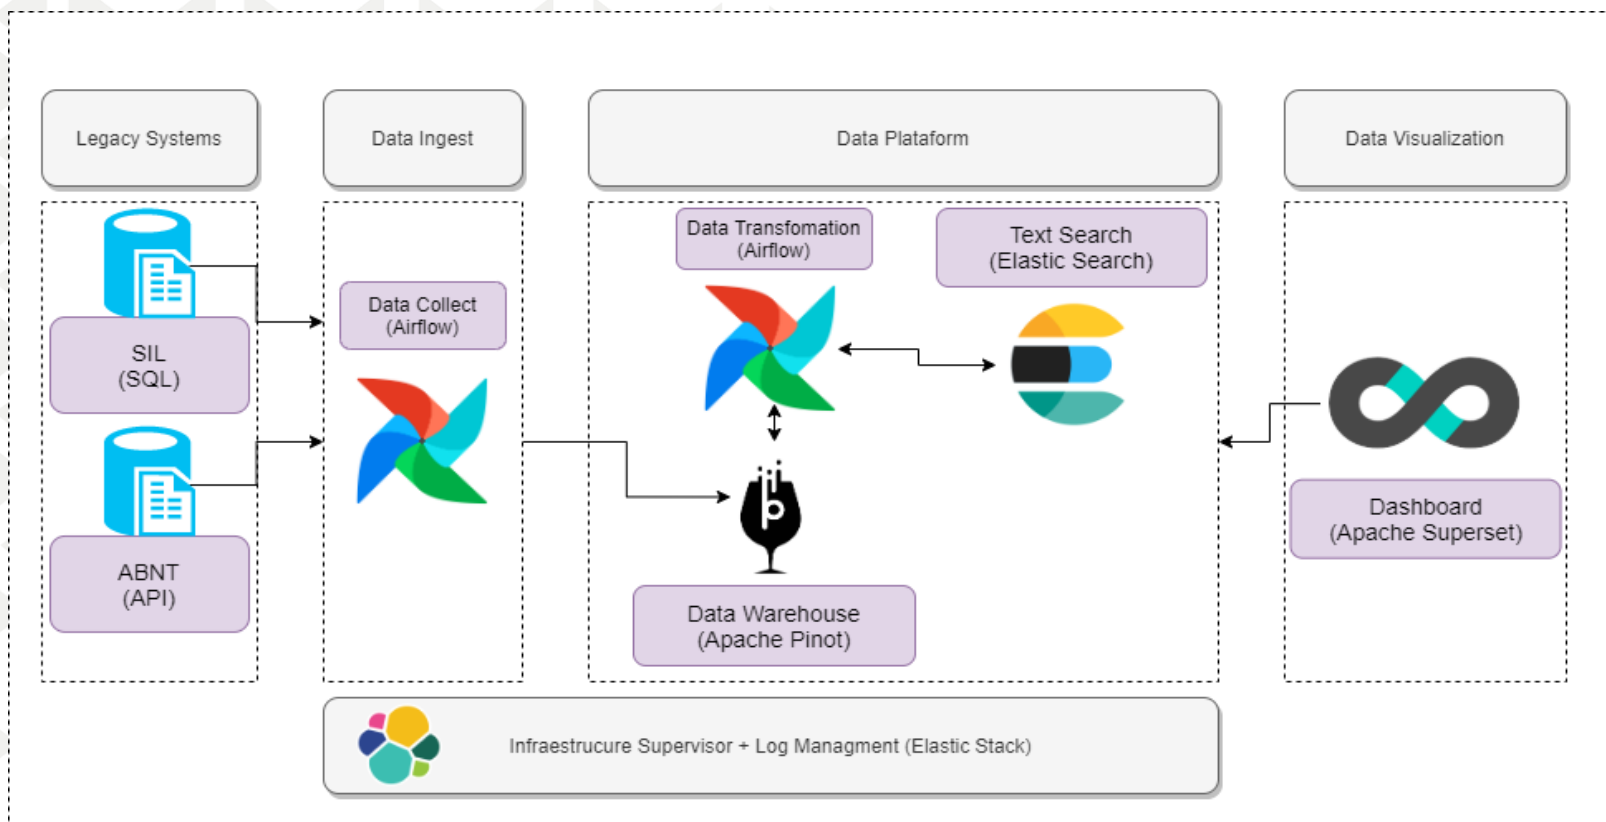 Legacy Systems
Data Ingest
Data Plataform
Data Visualization
SIL
(SQL)
ABNT
(API)
Data Collect
(Airflow)
Data Transfomation
(Airflow)
Text Search
(Elastic Search)
Data Warehouse
(Apache Pinot)
Dashboard
(Apache Superset)
Infraestrucure Supervisor + Log Managment (Elastic Stack)